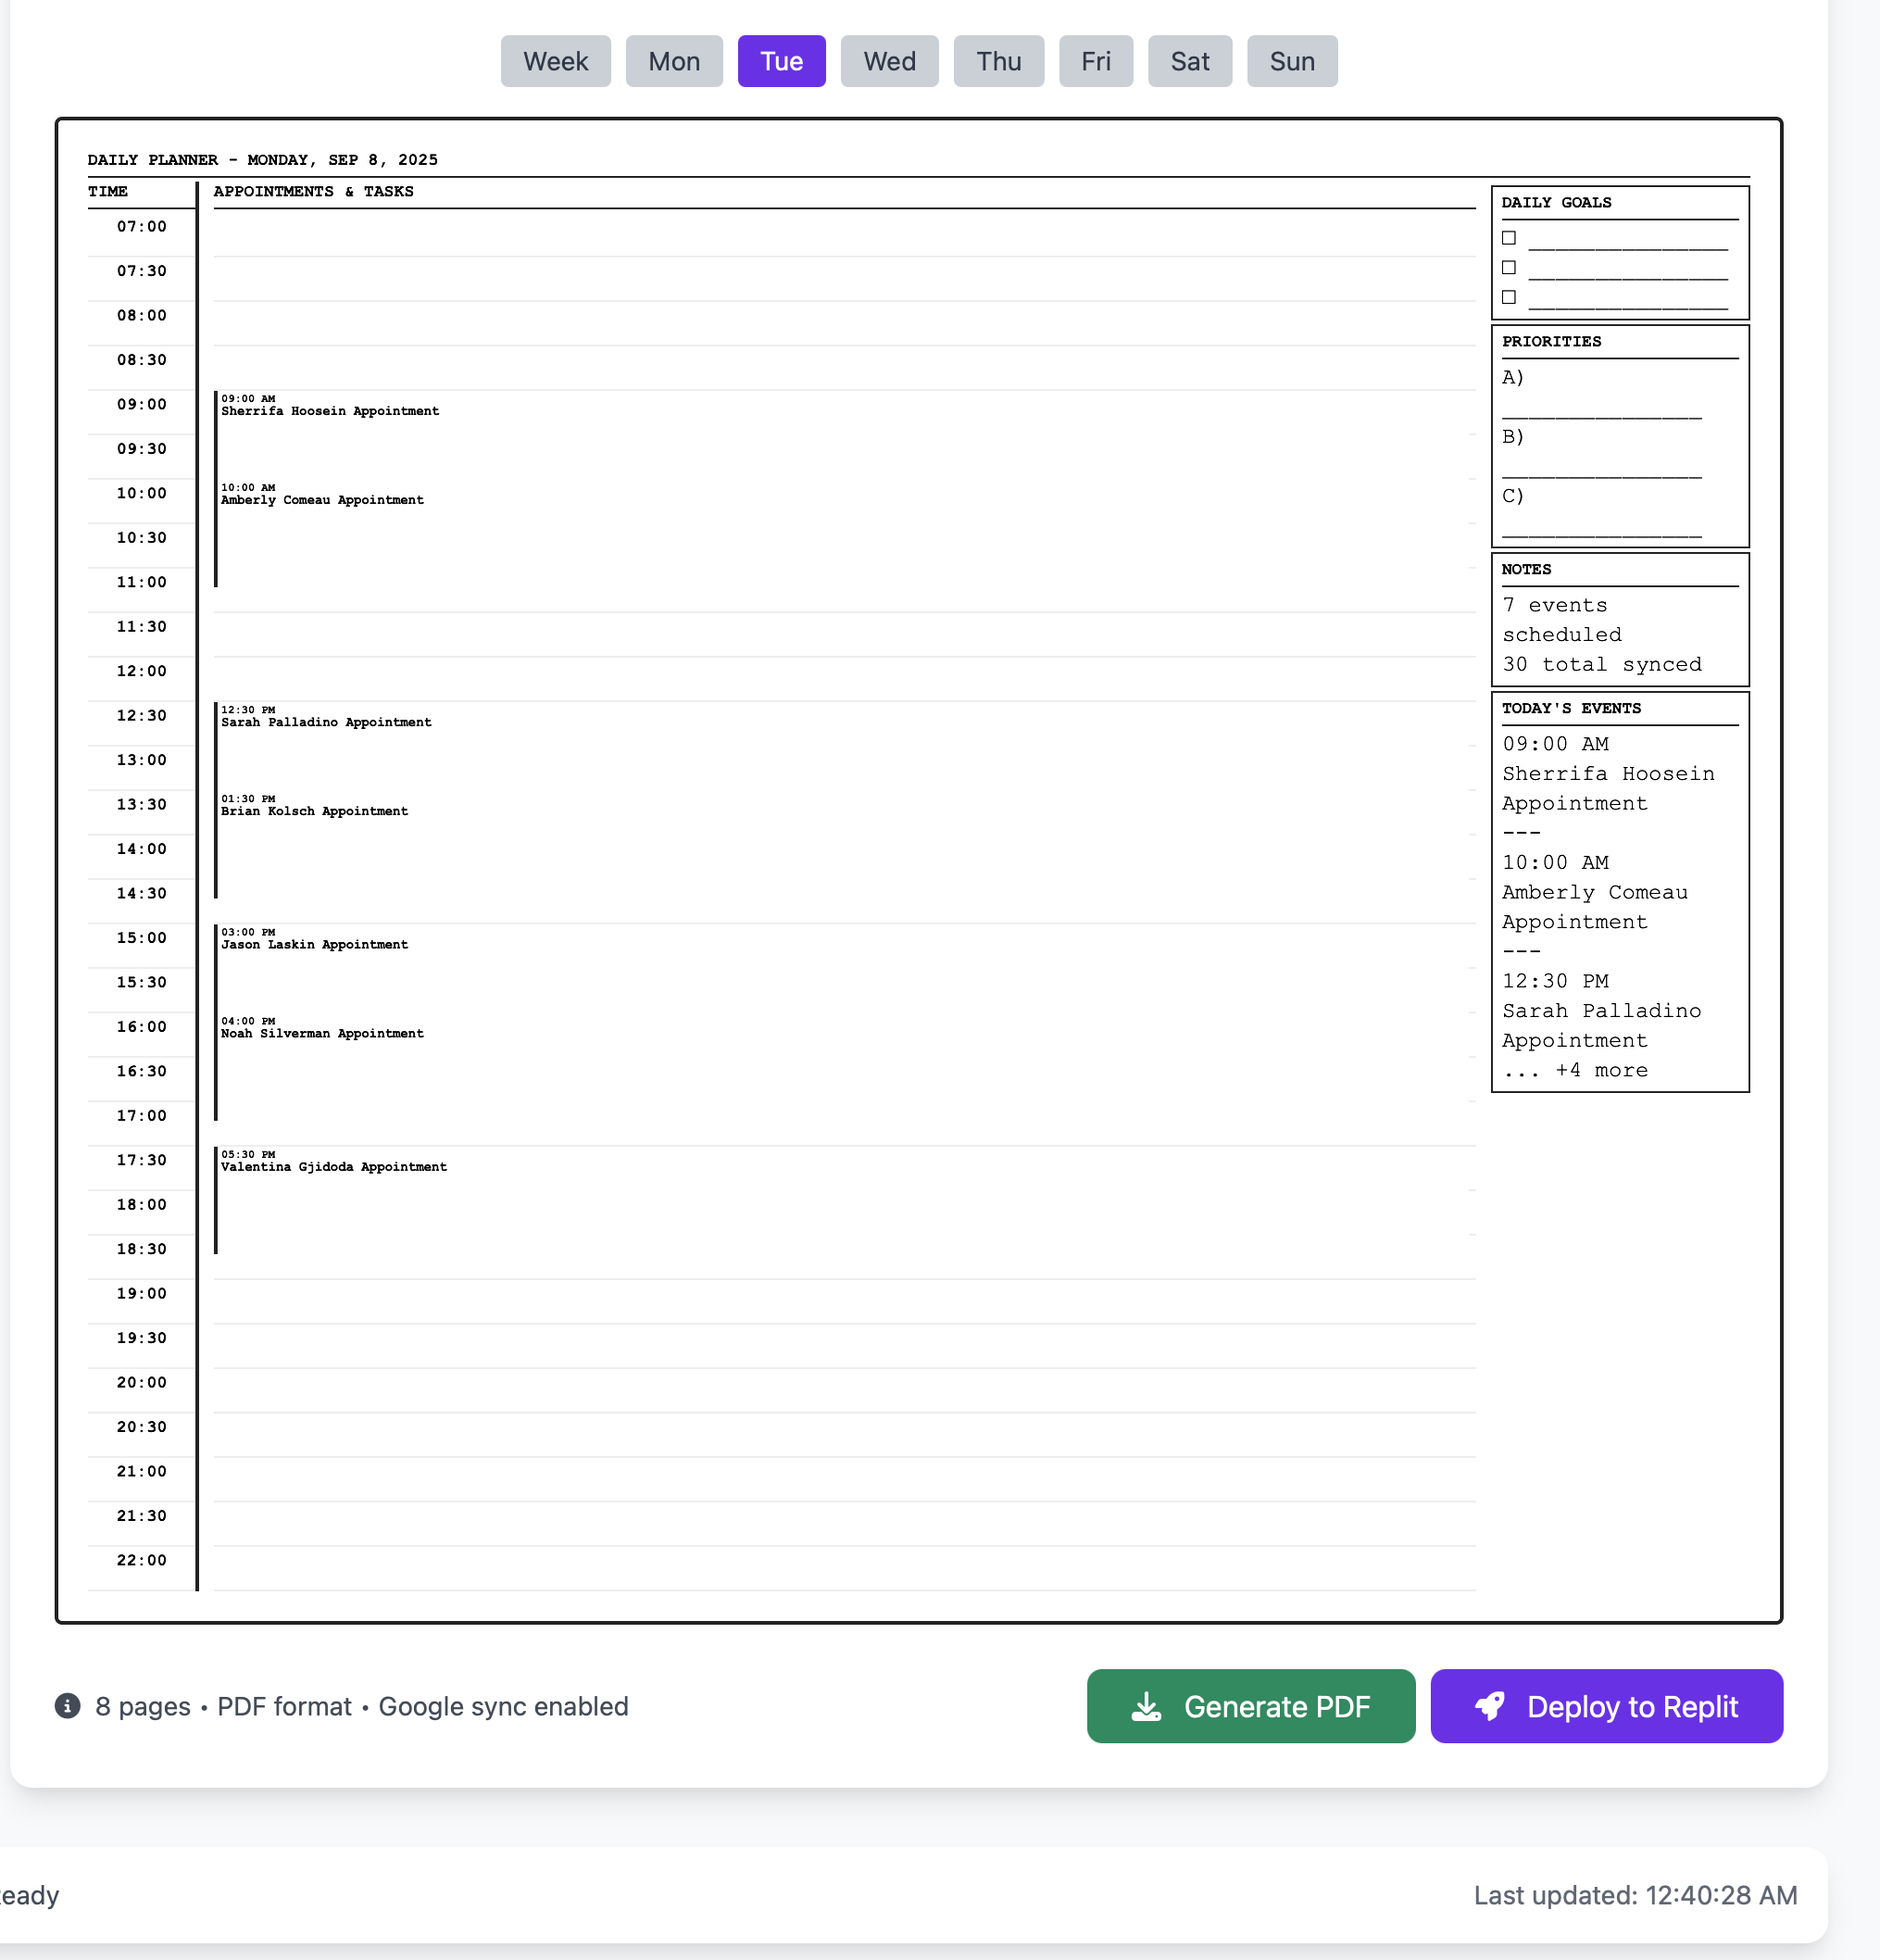 Week Mon Tue Wed Thu Fri Sat Sun
DAILY PLANNER - MONDAY, SEP 8, 2025
TIME
APPOINTMENTS & TASKS
07:00
07:30
08:00
08:30
09:00
09:00 AM
Sherrifa Hoosein Appointment
09:30
10:00
10:00 AM
Amberly Comeau Appointment
10:30
11:00
11:30
12:00
12:30
12:30 PM
Sarah Palladino Appointment
13:00
13:30
01:30 PM
Brian Kolsch Appointment
14:00
14:30
15:00
03:00 PM
Jason Laskin Appointment
15:30
16:00
04:00 PM
Noah Silverman Appointment
16:30
17:00
17:30
05:30 PM
Valentina Gjidoda Appointment
18:00
18:30
19:00
19:30
20:00
20:30
21:00
21:30
22:00
DAILY GOALS
☐ _______________
☐ _______________
☐ _______________
PRIORITIES
A)
_______________
B)
_______________
C)
_______________
NOTES
7 events
scheduled
30 total synced
TODAY'S EVENTS
09:00 AM
Sherrifa Hoosein
Appointment
---
10:00 AM
Amberly Comeau
Appointment
---
12:30 PM
Sarah Palladino
Appointment
... +4 more
8 pages • PDF format • Google sync enabled
Generate PDF
Deploy to Replit
eady
Last updated: 12:40:28 AM